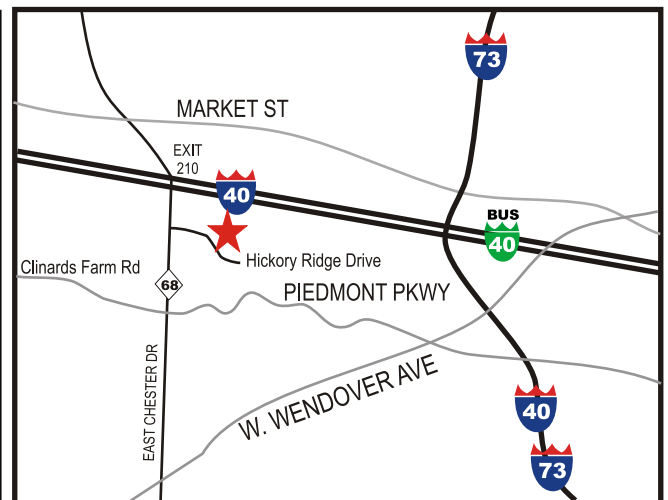 73
MARKET ST
EXIT
210
40
BUS
40
Hickory Ridge Drive
Clinards Farm Rd
68
PIEDMONT PKWY
EAST CHESTER DR
W. WENDOVER AVE
40
73